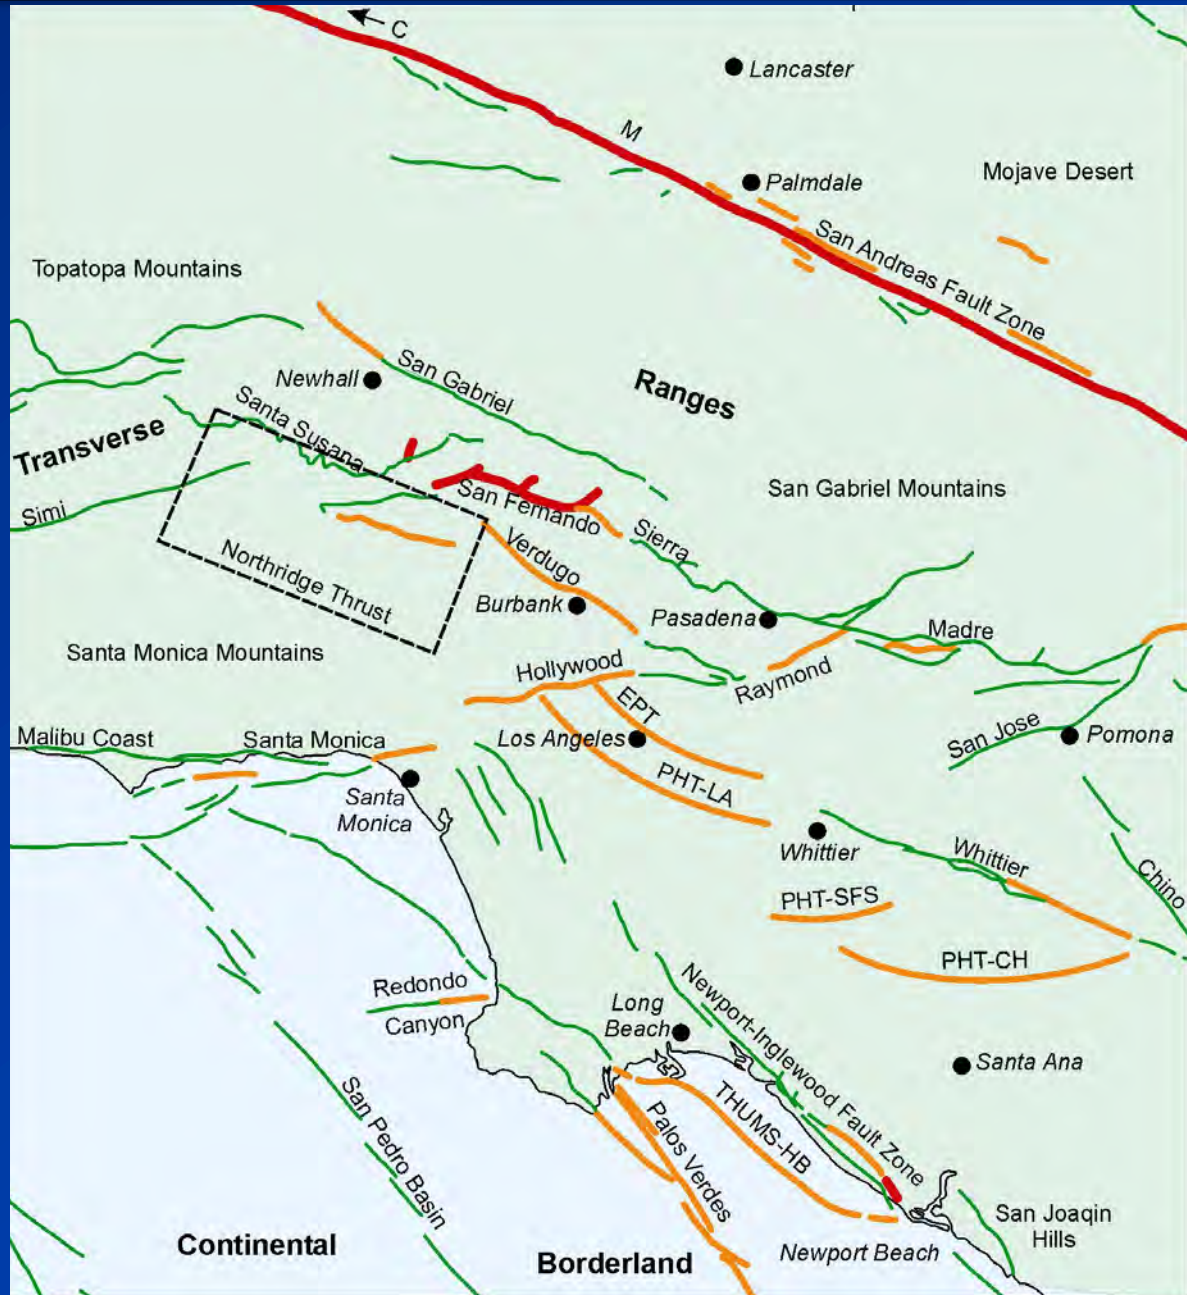 C
Lancaster
M
Mojave Desert
Palmdale
San Andreas Fault Zone
Topatopa Mountains
San Gabriel
Newhall
Ranges
Santa Susana
Transverse
San Gabriel Mountains
San Fernando
Simi
Sierra
Verdugo
Northridge Thrust
Burbank
Pasadena
Madre
Santa Monica Mountains
Hollywood
Raymond
EPT
San Jose
Pomona
Malibu Coast
Santa Monica
Los Angeles
PHT-LA
Santa
Monica
Whittier
Whittier
Chino
PHT-SFS
PHT-CH
Redondo
Canyon
Newport-Inglewood Fault Zone
Long
Beach
Santa Ana
THUMS-HB
Palos Verdes
San Pedro Basin
San Joaqin
Hills
Continental
Newport Beach
Borderland